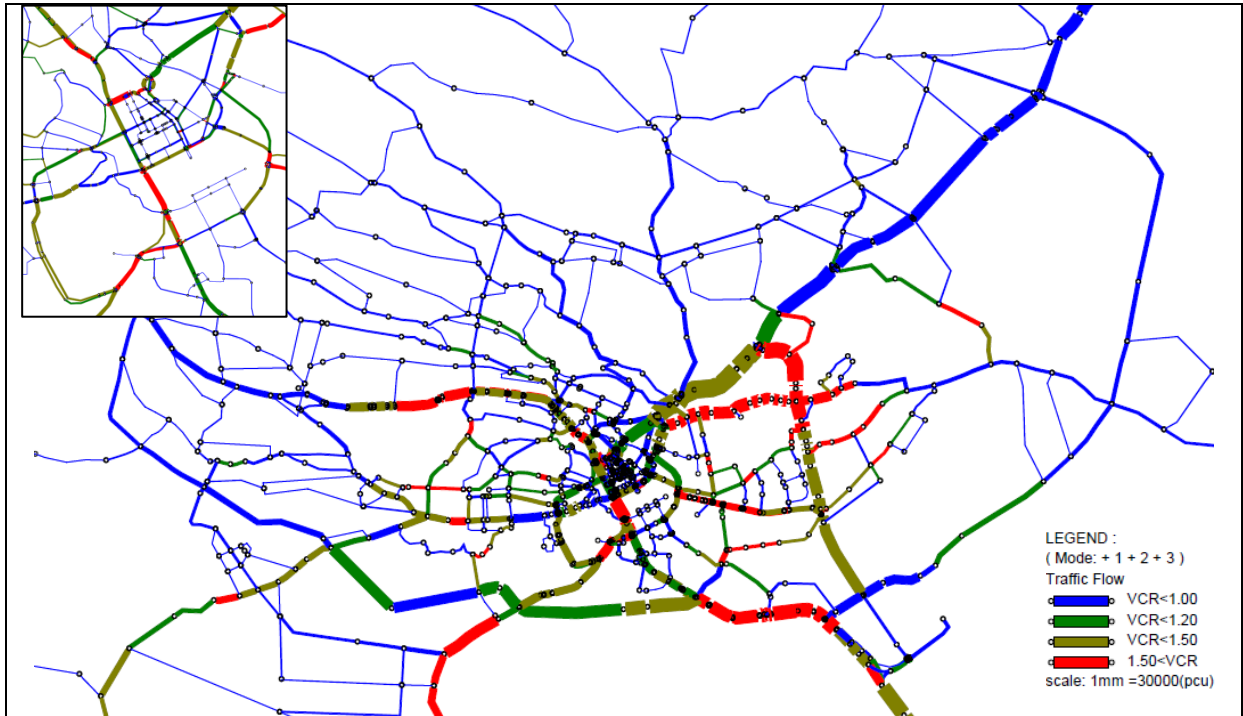 LEGEND :
( Mode: + 1 + 2 + 3 )
Traffic Flow
VCR<1.00
VCR<1.20
VCR<1.50
1.50<VCR
scale: 1mm =30000(pcu)